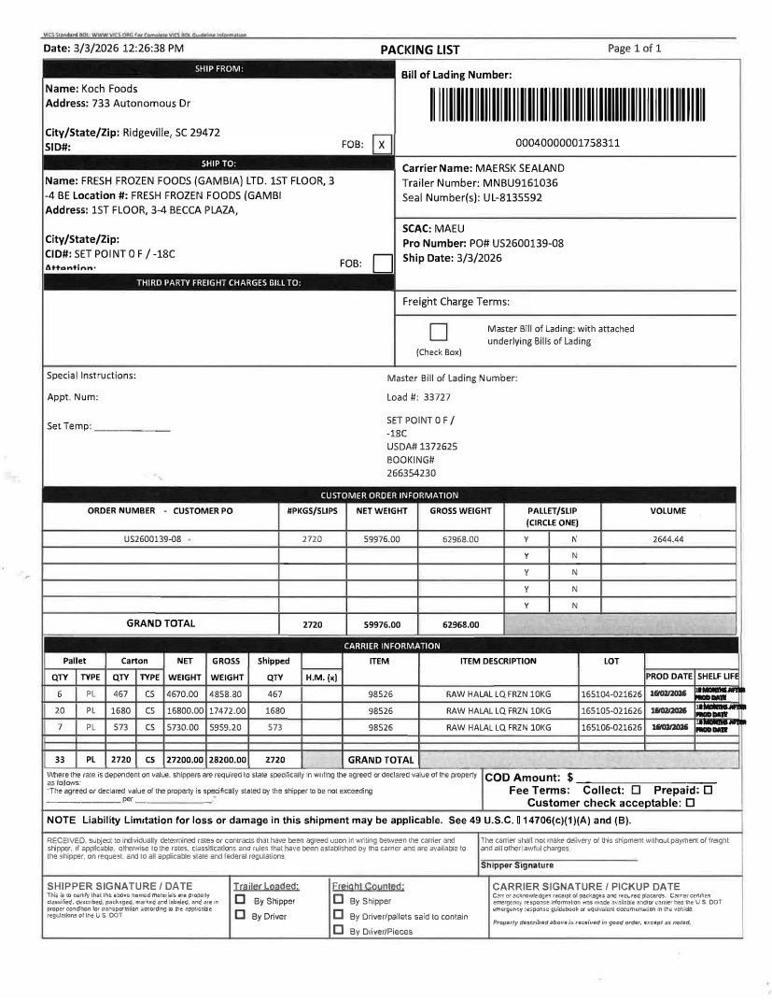 VICS Standard BOL: WWW.VICS.ORG For Complete VICS BOL Guideline Information
Date: 3/3/2026 12:26:38 PM
PACKING LIST
Page 1 of 1
SHIP FROM:
Name: Koch Foods
Address: 733 Autonomous Dr
City/State/Zip: Ridgeville, SC 29472
SID#:
FOB: X
Bill of Lading Number:
00040000001758311
SHIP TO:
Name: FRESH FROZEN FOODS (GAMBIA) LTD. 1ST FLOOR, 3
-4 BE Location #: FRESH FROZEN FOODS (GAMBI
Address: 1ST FLOOR, 3-4 BECCA PLAZA,
City/State/Zip:
CID#: SET POINT 0 F / -18C
Attention:
FOB:
Carrier Name: MAERSK SEALAND
Trailer Number: MNBU9161036
Seal Number(s): UL-8135592
SCAC: MAEU
Pro Number: PO# US2600139-08
Ship Date: 3/3/2026
THIRD PARTY FREIGHT CHARGES BILL TO:
Freight Charge Terms:
(Check Box)
Master Bill of Lading: with attached
underlying Bills of Lading
Special Instructions:
Appt. Num:
Set Temp: ______________
Master Bill of Lading Number:
Load #: 33727
SET POINT 0 F /
-18C
USDA# 1372625
BOOKING#
266354230
CUSTOMER ORDER INFORMATION
ORDER NUMBER - CUSTOMER PO #PKGS/SLIPS NET WEIGHT GROSS WEIGHT PALLET/SLIP (CIRCLE ONE) VOLUME
US2600139-08 - 2720 59976.00 62968.00 Y N 2644.44
Y N
Y N
Y N
Y N
GRAND TOTAL 2720 59976.00 62968.00
CARRIER INFORMATION
Pallet Carton NET GROSS Shipped ITEM ITEM DESCRIPTION LOT
QTY TYPE QTY TYPE WEIGHT WEIGHT QTY H.M. (x) PROD DATE SHELF LIFE
6 PL 467 CS 4670.00 4858.80 467 98526 RAW HALAL LQ FRZN 10KG 165104-021626 16/02/2026 18 MONTHS AFTER PROD DATE
20 PL 1680 CS 16800.00 17472.00 1680 98526 RAW HALAL LQ FRZN 10KG 165105-021626 16/02/2026 18 MONTHS AFTER PROD DATE
7 PL 573 CS 5730.00 5959.20 573 98526 RAW HALAL LQ FRZN 10KG 165106-021626 16/02/2026 18 MONTHS AFTER PROD DATE
33 PL 2720 CS 27200.00 28200.00 2720 GRAND TOTAL
Where the rate is dependent on value, shippers are required to state specifically in writing the agreed or declared value of the property
as follows:
"The agreed or declared value of the property is specifically stated by the shipper to be not exceeding
______________ per ______________."
COD Amount: $ ______________
Fee Terms: Collect: ☐ Prepaid: ☐
Customer check acceptable: ☐
NOTE Liability Limitation for loss or damage in this shipment may be applicable. See 49 U.S.C. ▯ 14706(c)(1)(A) and (B).
RECEIVED, subject to individually determined rates or contracts that have been agreed upon in writing between the carrier and
shipper, if applicable, otherwise to the rates, classifications and rules that have been established by the carrier and are available to
the shipper, on request, and to all applicable state and federal regulations.
The carrier shall not make delivery of this shipment without payment of freight
and all other lawful charges.
Shipper Signature
SHIPPER SIGNATURE / DATE
This is to certify that the above named materials are properly
classified, described, packaged, marked and labeled, and are in
proper condition for transportation according to the applicable
regulations of the U.S. DOT
Trailer Loaded:
☐ By Shipper
☐ By Driver
Freight Counted:
☐ By Shipper
☐ By Driver/pallets said to contain
☐ By Driver/Pieces
CARRIER SIGNATURE / PICKUP DATE
Carrier acknowledges receipt of packages and required placards. Carrier certifies
emergency response information was made available and/or carrier has the U.S. DOT
emergency response guidebook or equivalent documentation in the vehicle.
Property described above is received in good order, except as noted.